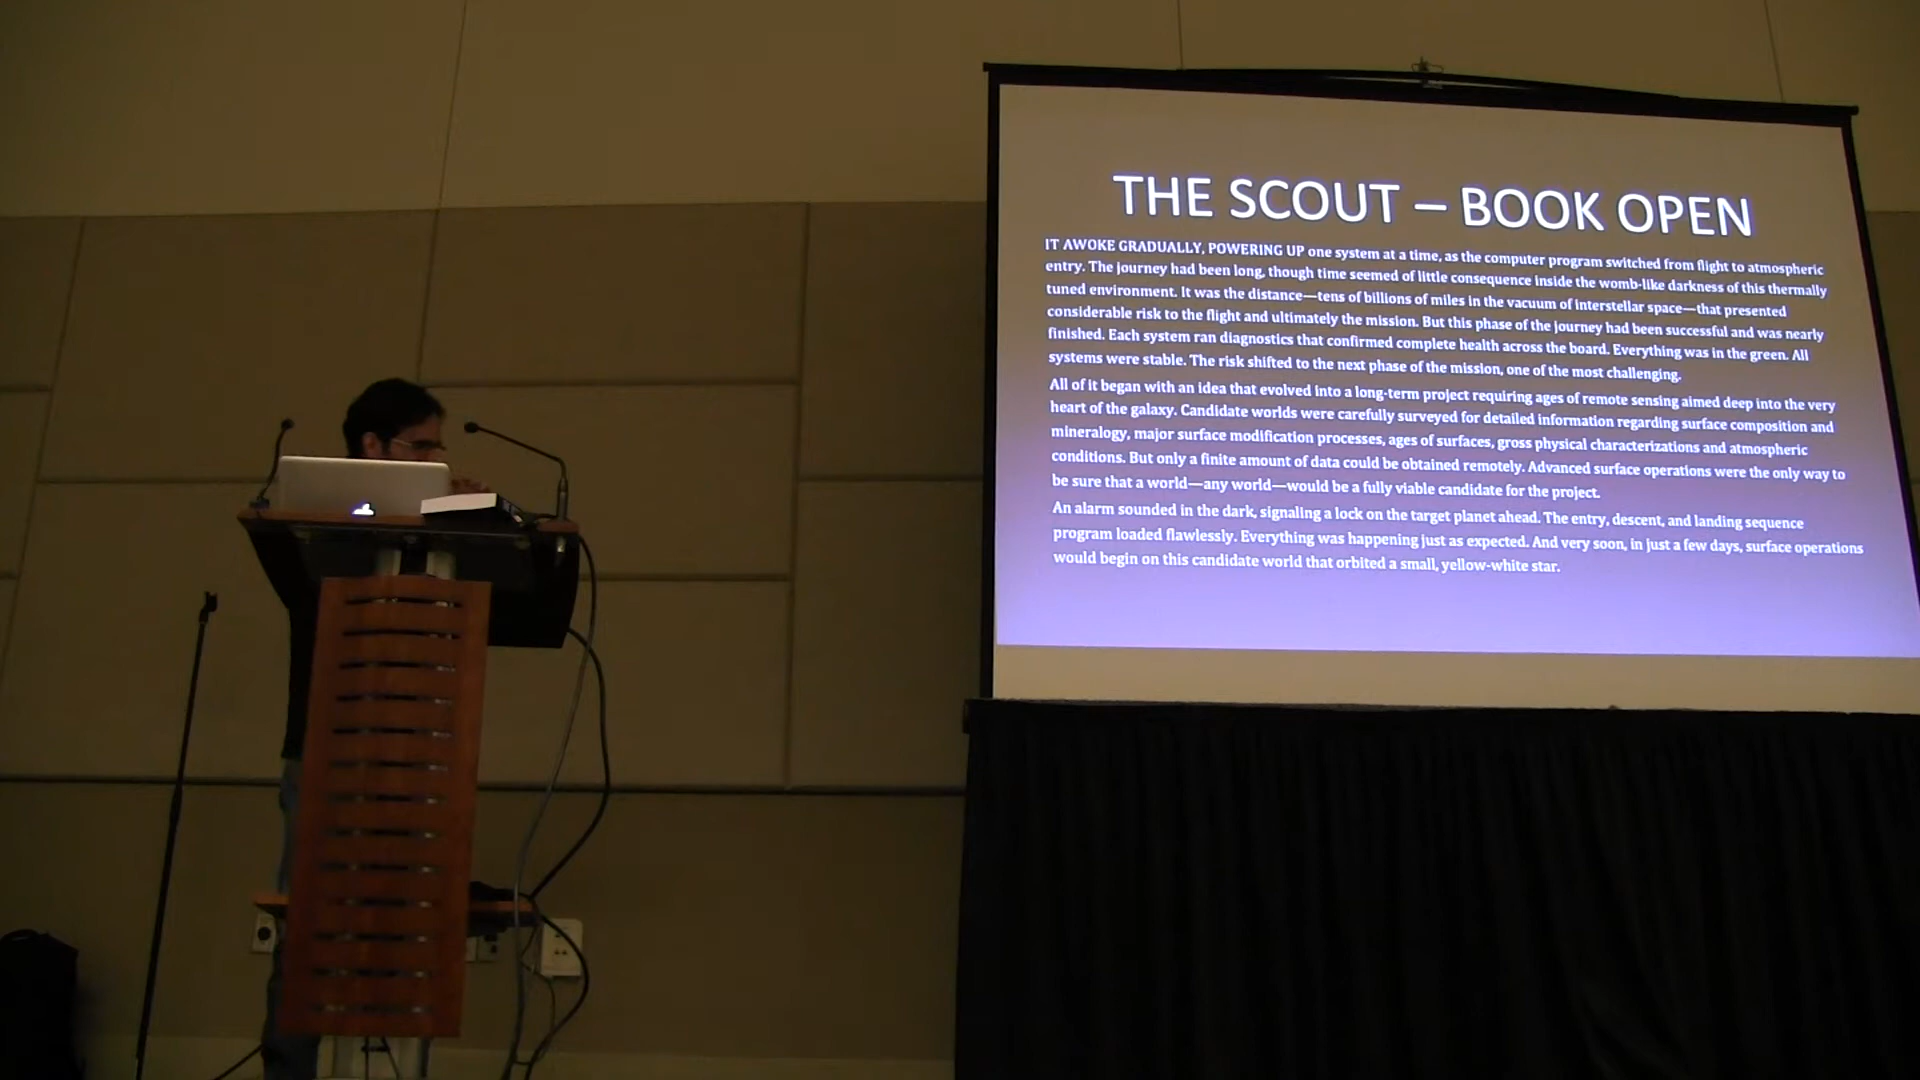 THE SCOUT – BOOK OPEN
IT AWOKE GRADUALLY, POWERING UP one system at a time, as the computer program switched from flight to atmospheric
entry. The journey had been long, though time seemed of little consequence inside the womb-like darkness of this thermally
tuned environment. It was the distance—tens of billions of miles in the vacuum of interstellar space—that presented
considerable risk to the flight and ultimately the mission. But this phase of the journey had been successful and was nearly
finished. Each system ran diagnostics that confirmed complete health across the board. Everything was in the green. All
systems were stable. The risk shifted to the next phase of the mission, one of the most challenging.
All of it began with an idea that evolved into a long-term project requiring ages of remote sensing aimed deep into the very
heart of the galaxy. Candidate worlds were carefully surveyed for detailed information regarding surface composition and
mineralogy, major surface modification processes, ages of surfaces, gross physical characterizations and atmospheric
conditions. But only a finite amount of data could be obtained remotely. Advanced surface operations were the only way to
be sure that a world—any world—would be a fully viable candidate for the project.
An alarm sounded in the dark, signaling a lock on the target planet ahead. The entry, descent, and landing sequence
program loaded flawlessly. Everything was happening just as expected. And very soon, in just a few days, surface operations
would begin on this candidate world that orbited a small, yellow-white star.